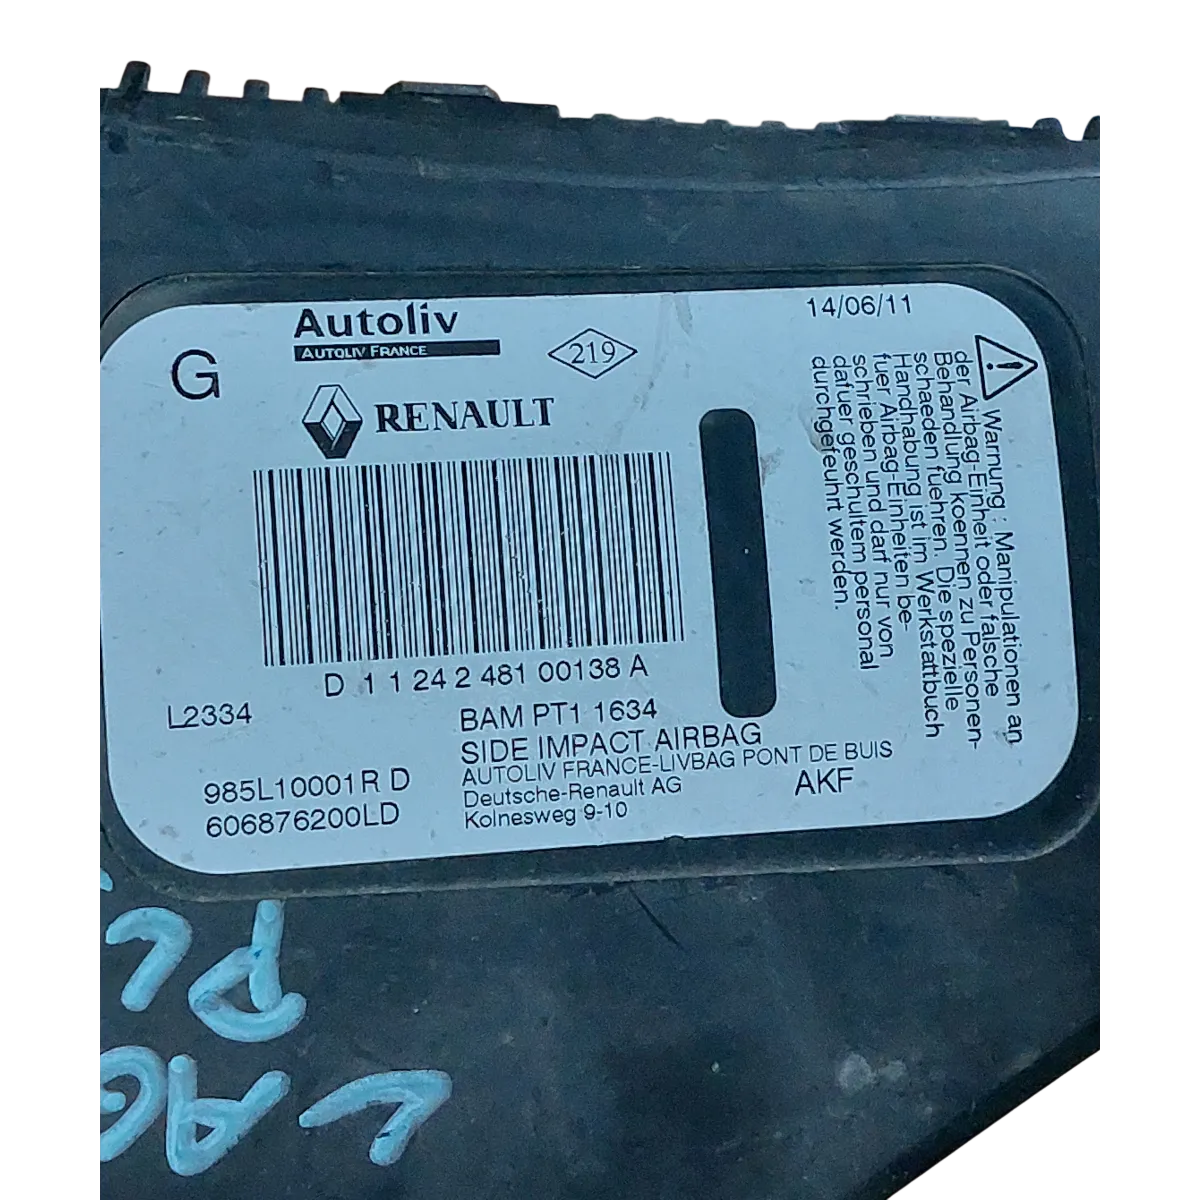 G
Autoliv
AUTOLIV FRANCE
219
14/06/11
RENAULT
D 1 1 24 2 481 00138 A
L2334
BAM PT1 1634
SIDE IMPACT AIRBAG
AUTOLIV FRANCE-LIVBAG PONT DE BUIS
985L10001R D
Deutsche-Renault AG
AKF
606876200LD
Kolnesweg 9-10
Warnung : Manipulationen an
der Airbag-Einheit oder falsche
Behandlung koennen zu Personen-
schaeden fuehren. Die spezielle
Handhabung ist im Werkstattbuch
fuer Airbag-Einheiten be-
schrieben und darf nur von
dafuer geschultem personal
durchgefeuhrt werden.